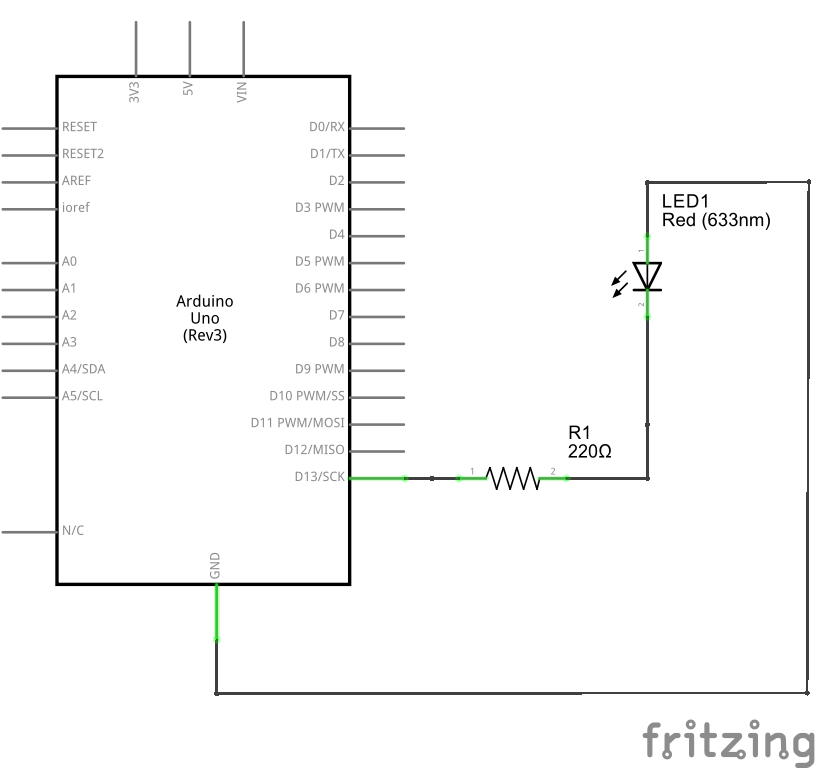 3V3
5V
VIN
RESET
RESET2
AREF
ioref
A0
A1
A2
A3
A4/SDA
A5/SCL
N/C
Arduino
Uno
(Rev3)
D0/RX
D1/TX
D2
D3 PWM
D4
D5 PWM
D6 PWM
D7
D8
D9 PWM
D10 PWM/SS
D11 PWM/MOSI
D12/MISO
D13/SCK
GND
LED1
Red (633nm)
1
2
R1
220Ω
1
2
fritzing